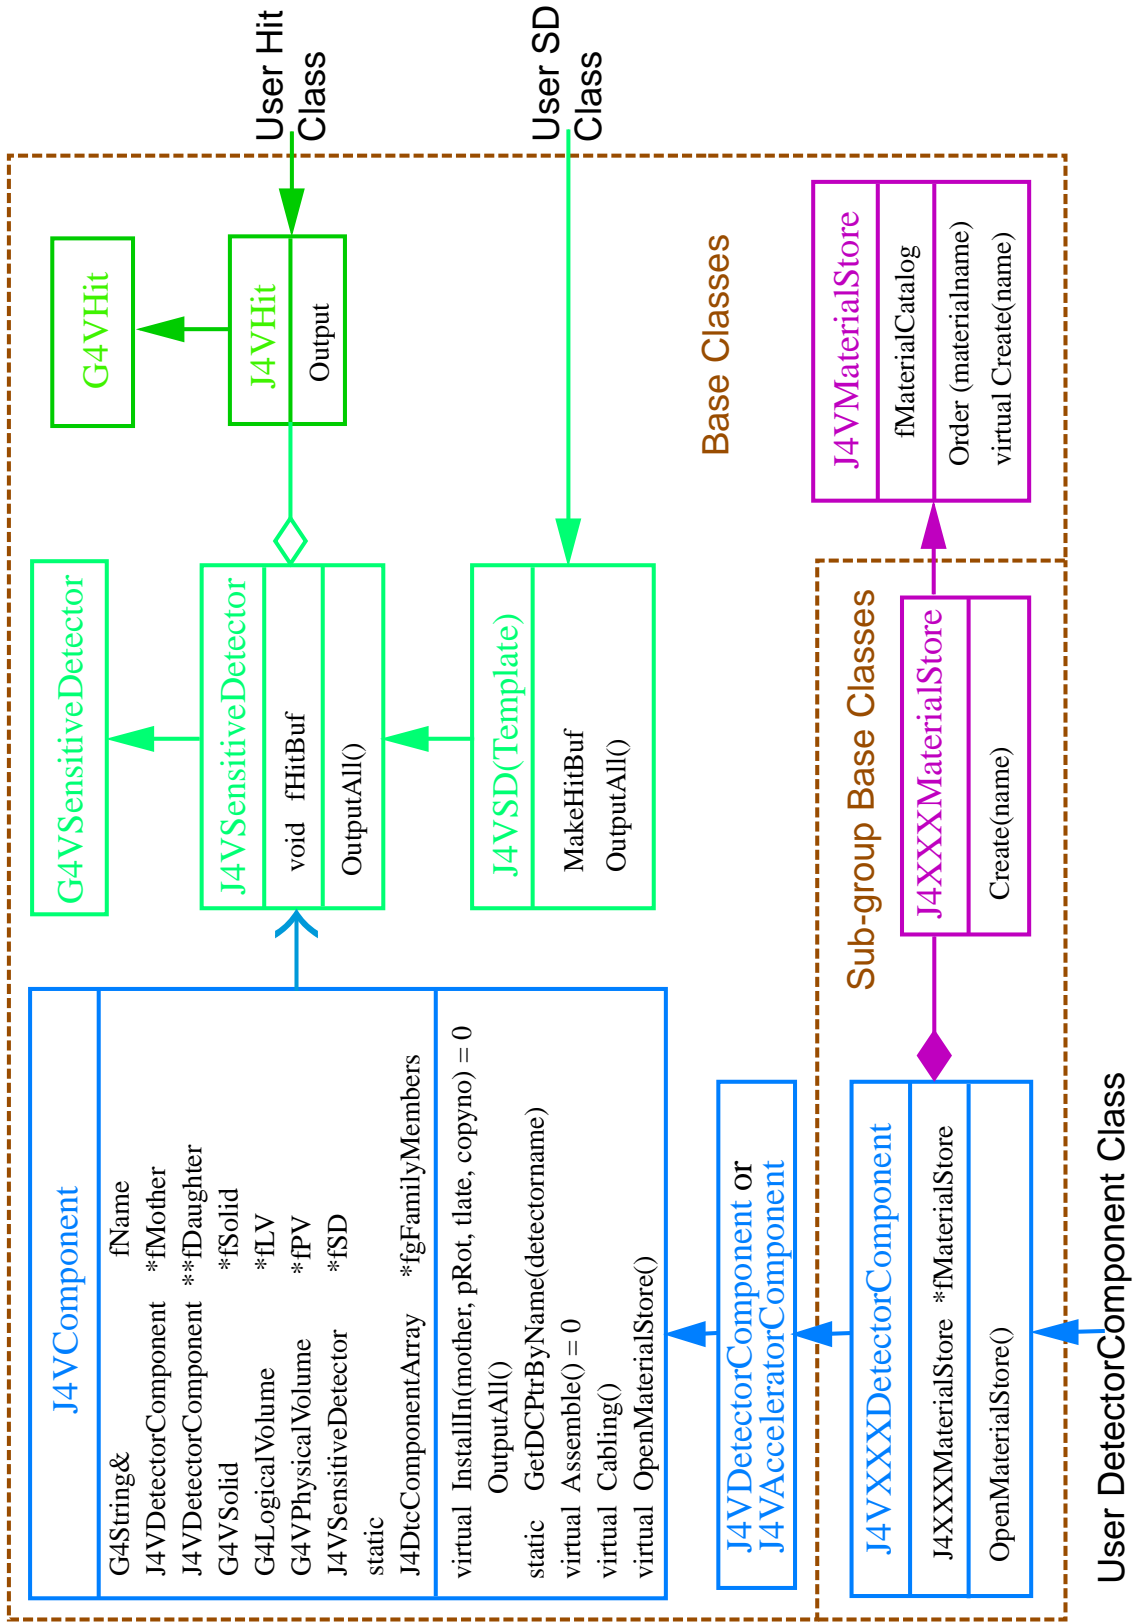 J4VComponent
G4String& fName
J4VDetectorComponent *fMother
J4VDetectorComponent **fDaughter
G4VSolid *fSolid
G4LogicalVolume *fLV
G4VPhysicalVolume *fPV
J4VSensitiveDetector *fSD
static
J4DtcComponentArray *fgFamilyMembers
virtual InstallIn(mother, pRot, tlate, copyno) = 0
OutputAll()
static GetDCPtrByName(detectorname)
virtual Assemble() = 0
virtual Cabling()
virtual OpenMaterialStore()
J4VDetectorComponent or
J4VAcceleratorComponent
J4VXXXDetectorComponent
J4XXXMaterialStore *fMaterialStore
OpenMaterialStore()
User DetectorComponent Class
G4VSensitiveDetector
J4VSensitiveDetector
void fHitBuf
OutputAll()
J4VSD(Template)
MakeHitBuf
OutputAll()
Sub-group Base Classes
J4XXXMaterialStore
Create(name)
G4VHit
J4VHit
Output
Base Classes
J4VMaterialStore
fMaterialCatalog
Order (materialname)
virtual Create(name)
User Hit
Class
User SD
Class